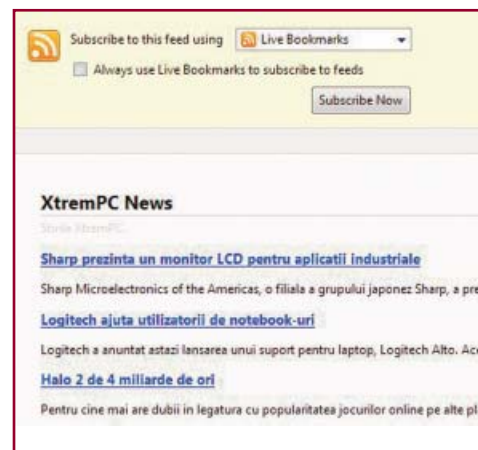 Subscribe to this feed using Live Bookmarks
Always use Live Bookmarks to subscribe to feeds
Subscribe Now
XtremPC News
Stirile XtremPC
Sharp prezinta un monitor LCD pentru aplicatii industriale
Sharp Microelectronics of the Americas, o filiala a grupului japonez Sharp, a
Logitech ajuta utilizatorii de notebook-uri
Logitech a anuntat astazi lansarea unui suport pentru laptop, Logitech Alto.
Halo 2 de 4 miliarde de ori
Pentru cine mai are dubii in legatura cu popularitatea jocurilor online pe alte